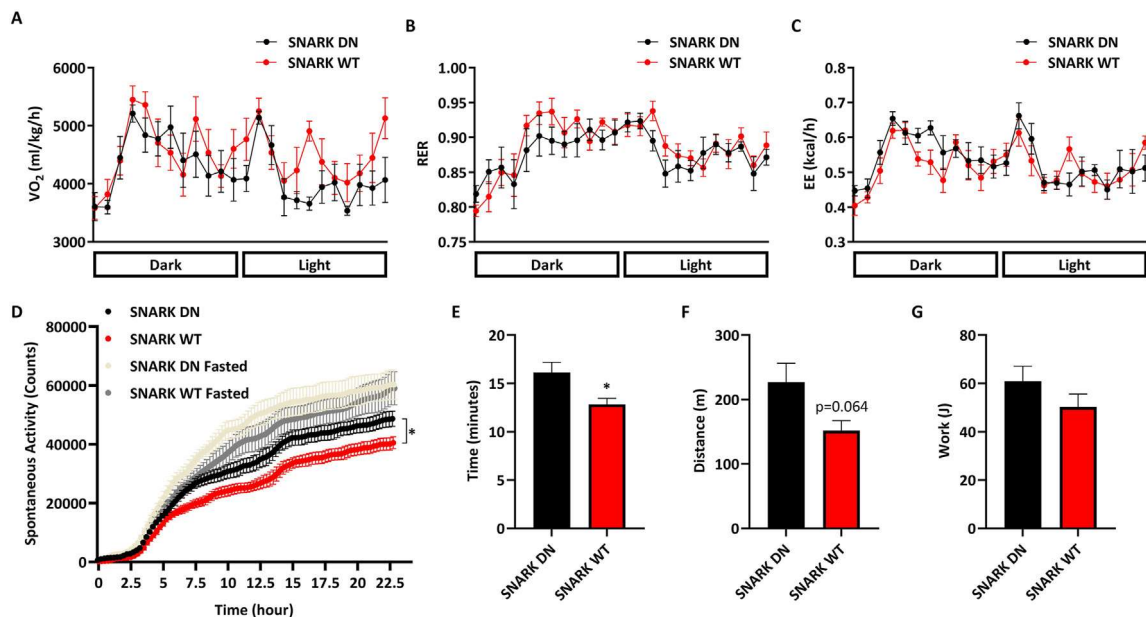 A
SNARK DN
SNARK WT
VO2 (ml/kg/h)
6000
5000
4000
3000
Dark
Light
B
SNARK DN
SNARK WT
RER
1.00
0.95
0.90
0.85
0.80
0.75
Dark
Light
C
SNARK DN
SNARK WT
EE (kcal/h)
0.8
0.7
0.6
0.5
0.4
0.3
Dark
Light
D
SNARK DN
SNARK WT
SNARK DN Fasted
SNARK WT Fasted
Spontaneous Activity (Counts)
80000
60000
40000
20000
0
*
0 2.5 5 7.5 10 12.5 15 17.5 20 22.5
Time (hour)
E
Time (minutes)
20
15
10
5
0
*
SNARK DN
SNARK WT
F
Distance (m)
300
200
100
0
p=0.064
SNARK DN
SNARK WT
G
Work (J)
80
60
40
20
0
SNARK DN
SNARK WT